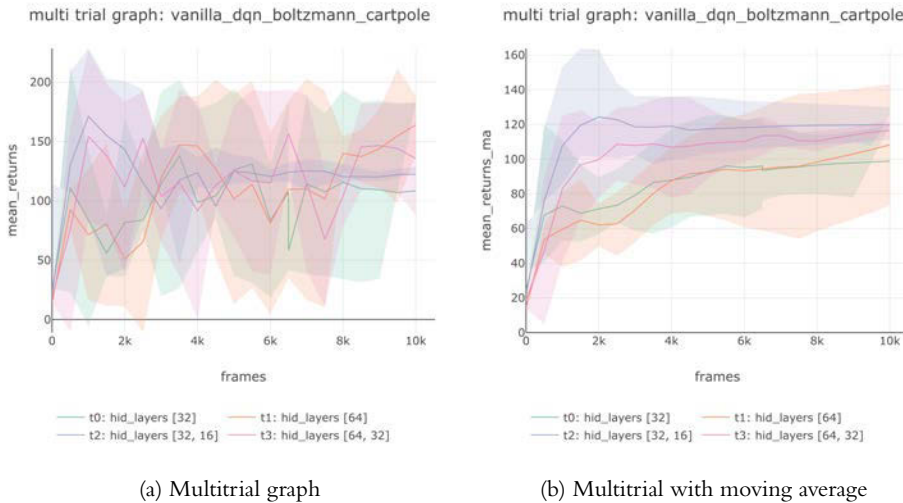 multi trial graph: vanilla_dqn_boltzmann_cartpole
200
150
100
50
0
mean_returns
0 2k 4k 6k 8k 10k
frames
t0: hid_layers [32] t1: hid_layers [64]
t2: hid_layers [32, 16] t3: hid_layers [64, 32]
(a) Multitrial graph
multi trial graph: vanilla_dqn_boltzmann_cartpole
160
140
120
100
80
60
40
20
0
mean_returns_ma
0 2k 4k 6k 8k 10k
frames
t0: hid_layers [32] t1: hid_layers [64]
t2: hid_layers [32, 16] t3: hid_layers [64, 32]
(b) Multitrial with moving average